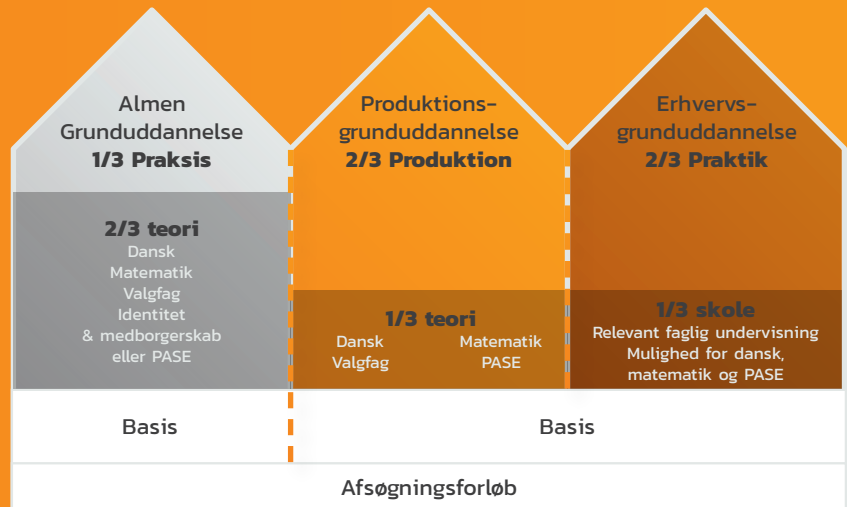 Almen
Grunduddannelse
1/3 Praksis
2/3 teori
Dansk
Matematik
Valgfag
Identitet
& medborgerskab
eller PASE
Produktions-
grunduddannelse
2/3 Produktion
1/3 teori
Dansk Matematik
Valgfag PASE
Erhvervs-
grunduddannelse
2/3 Praktik
1/3 skole
Relevant faglig undervisning
Mulighed for dansk,
matematik og PASE
Basis
Basis
Afsøgningsforløb